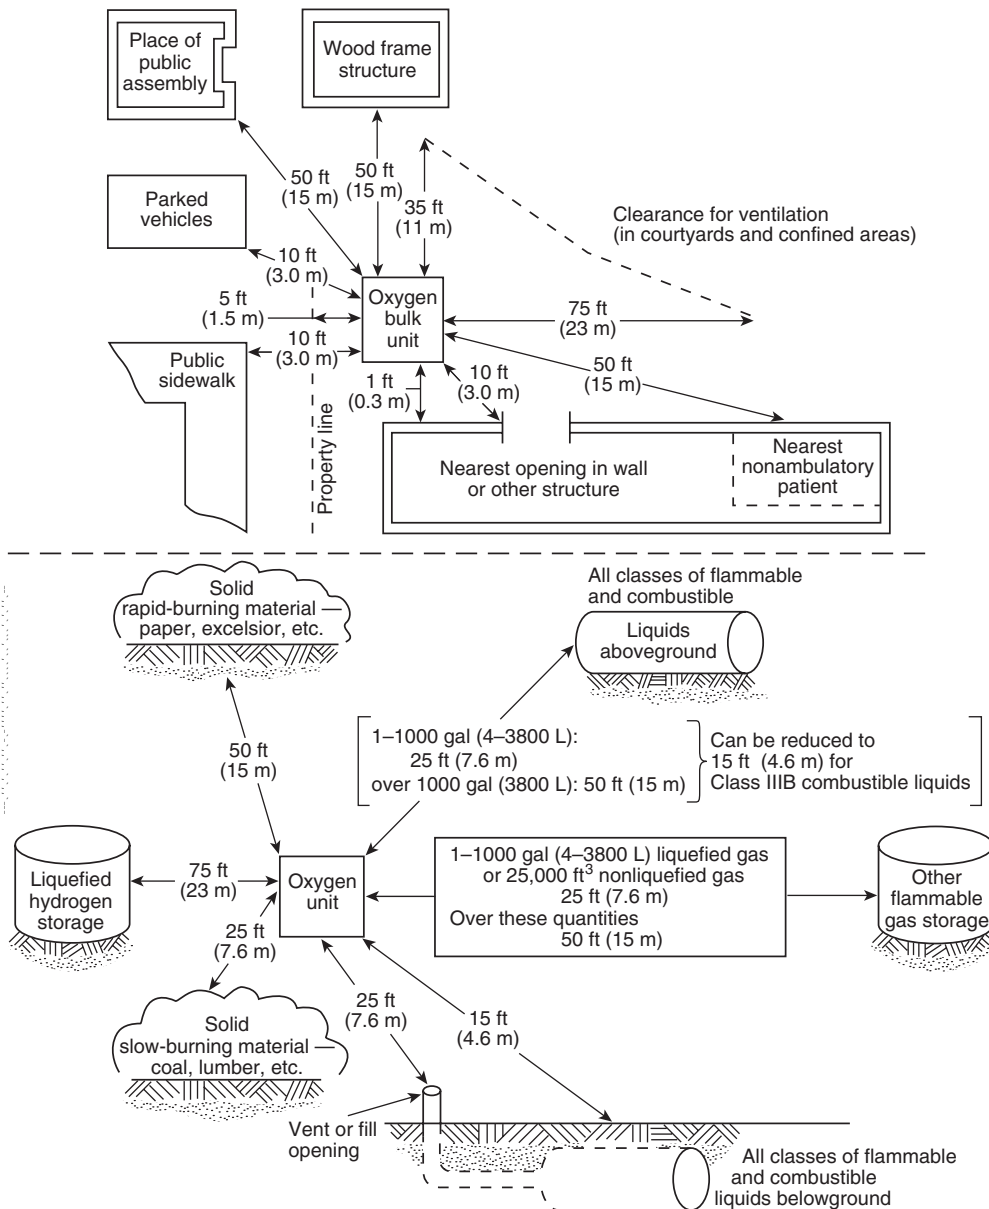 Place of
public
assembly
Wood frame
structure
50 ft
(15 m)
50 ft
(15 m)
35 ft
(11 m)
Parked
vehicles
Clearance for ventilation
(in courtyards and confined areas)
10 ft
(3.0 m)
5 ft
(1.5 m)
Oxygen
bulk
unit
75 ft
(23 m)
Public
sidewalk
10 ft
(3.0 m)
1 ft
(0.3 m)
10 ft
(3.0 m)
50 ft
(15 m)
Property line
Nearest opening in wall
or other structure
Nearest
nonambulatory
patient
Solid
rapid-burning material —
paper, excelsior, etc.
All classes of flammable
and combustible
Liquids
aboveground
50 ft
(15 m)
1–1000 gal (4–3800 L):
25 ft (7.6 m)
over 1000 gal (3800 L): 50 ft (15 m)
Can be reduced to
15 ft (4.6 m) for
Class IIIB combustible liquids
Liquefied
hydrogen
storage
75 ft
(23 m)
Oxygen
unit
1–1000 gal (4–3800 L) liquefied gas
or 25,000 ft³ nonliquefied gas
25 ft (7.6 m)
Over these quantities
50 ft (15 m)
Other
flammable
gas storage
25 ft
(7.6 m)
Solid
slow-burning material—
coal, lumber, etc.
25 ft
(7.6 m)
15 ft
(4.6 m)
Vent or fill
opening
All classes of flammable
and combustible
liquids belowground